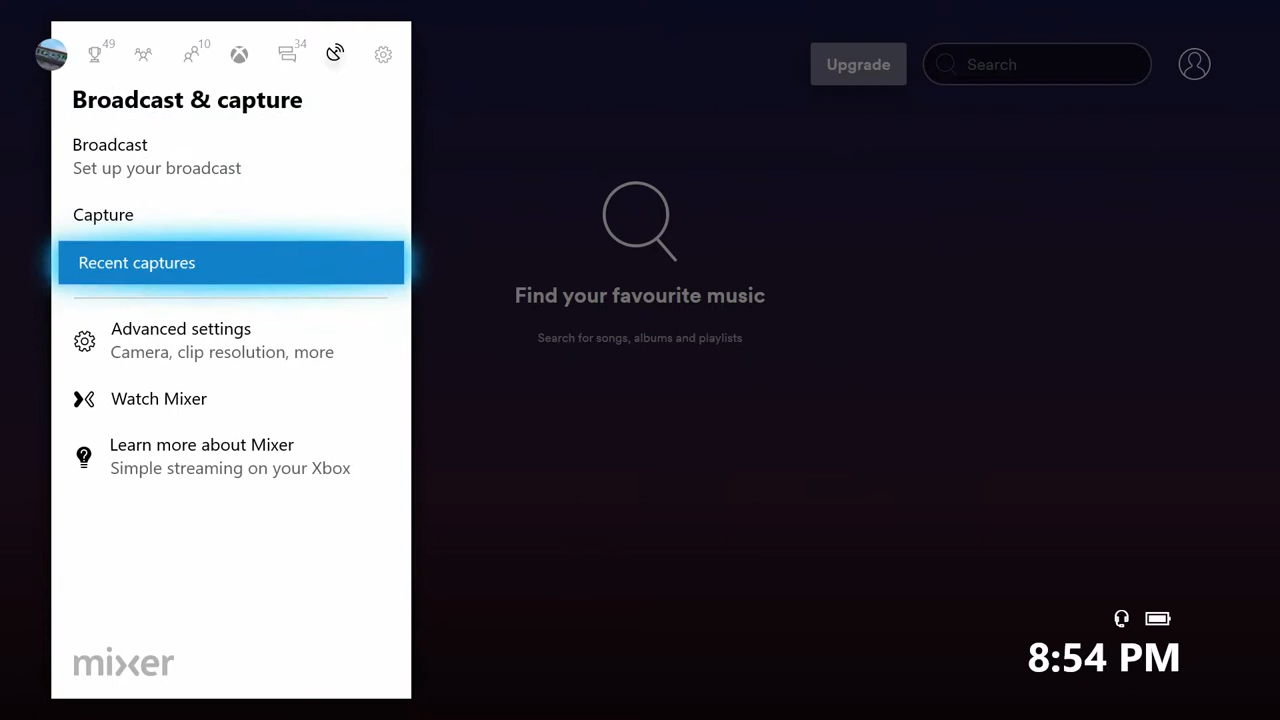 49
10
34
Broadcast & capture
Broadcast
Set up your broadcast
Capture
Recent captures
Advanced settings
Camera, clip resolution, more
Watch Mixer
Learn more about Mixer
Simple streaming on your Xbox
mixer
Upgrade
Search
Find your favourite music
Search for songs, albums and playlists
8:54 PM